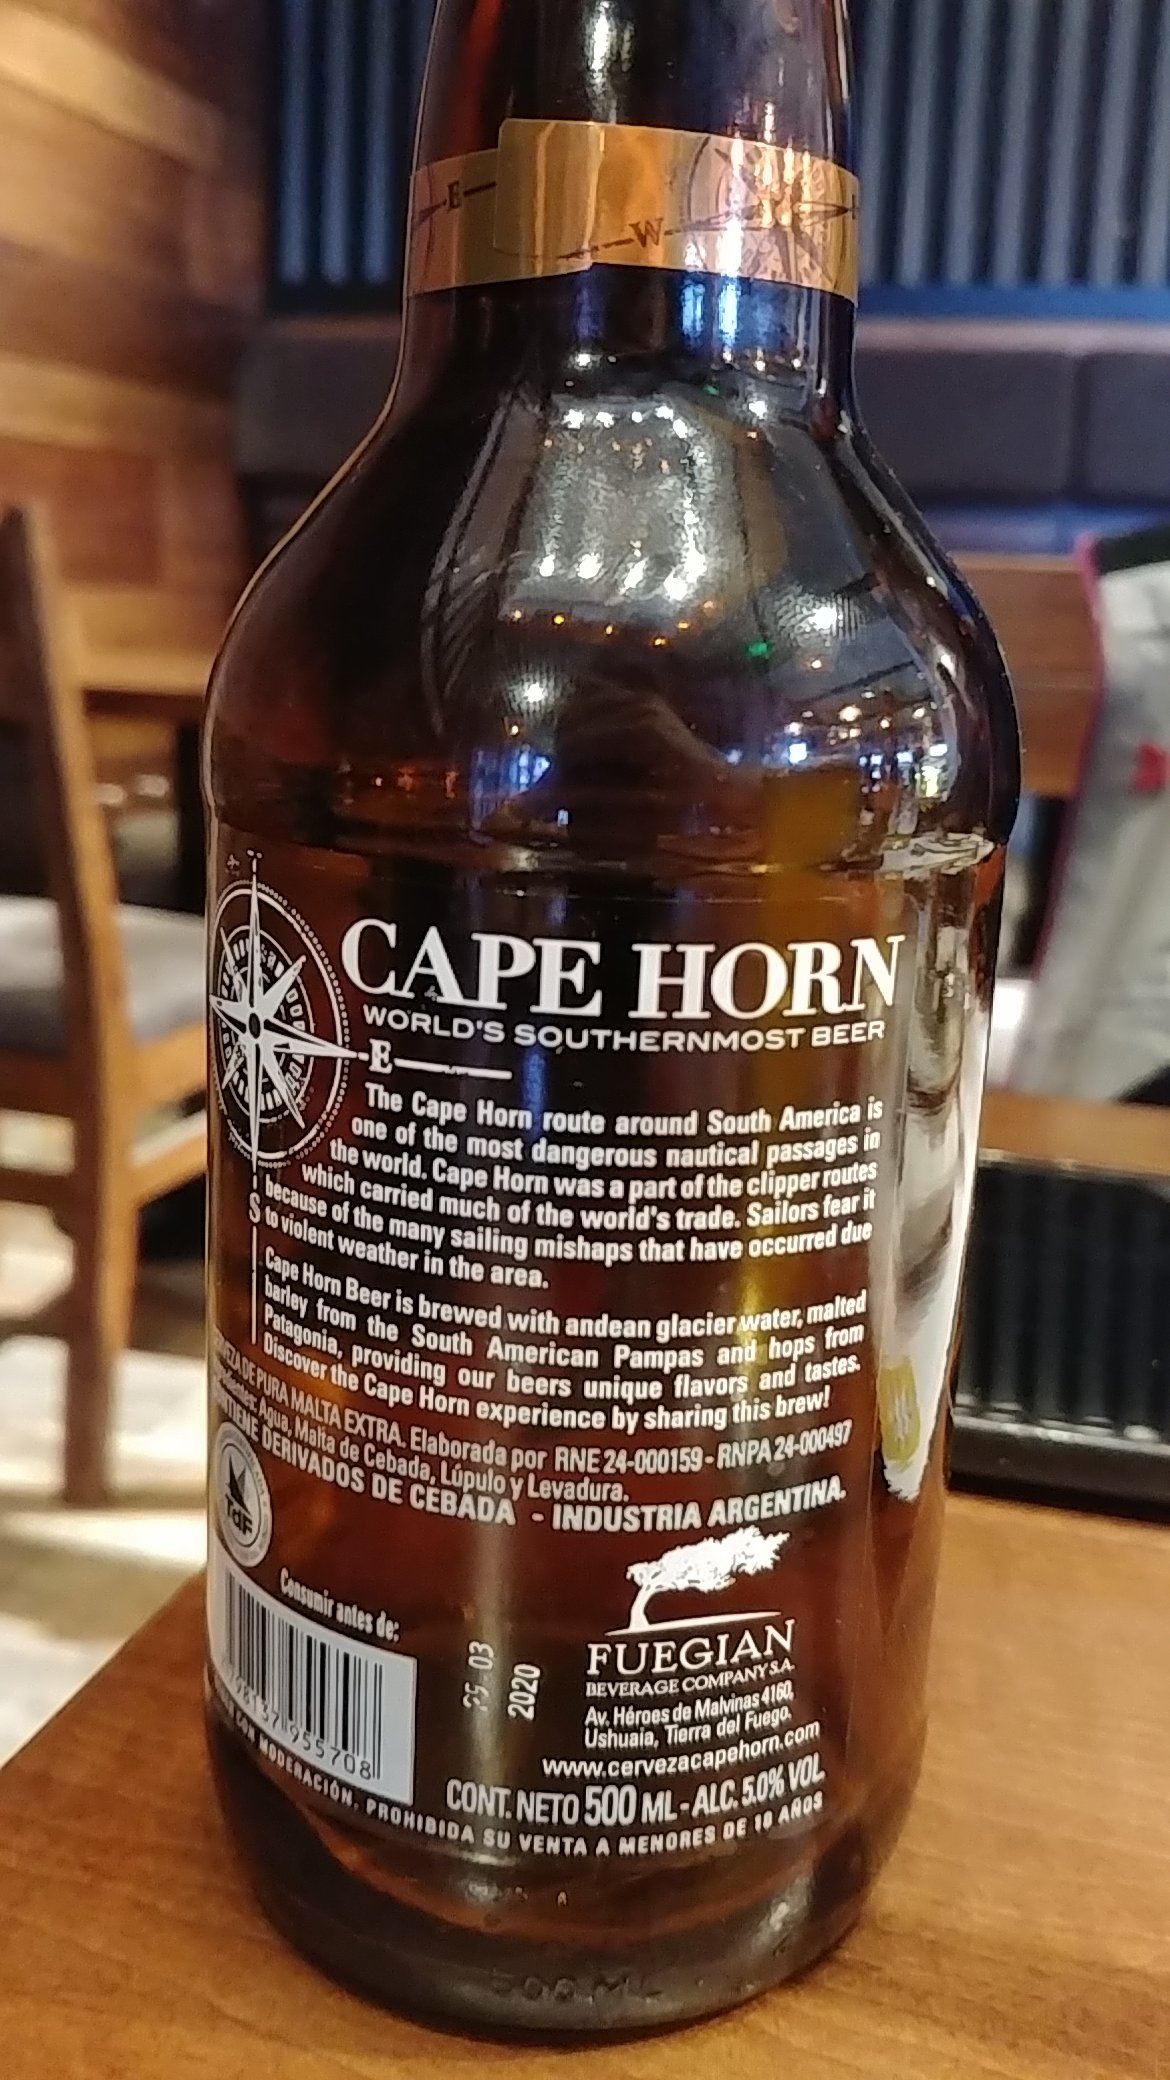 E
W
CAPE HORN
WORLD'S SOUTHERNMOST BEER
E
The Cape Horn route around South America is
one of the most dangerous nautical passages in
the world. Cape Horn was a part of the clipper routes
which carried much of the world's trade. Sailors fear it
because of the many sailing mishaps that have occurred due
S
to violent weather in the area.
Cape Horn Beer is brewed with andean glacier water, malted
barley from the South American Pampas and hops from
Patagonia, providing our beers unique flavors and tastes.
Discover the Cape Horn experience by sharing this brew!
DE PURA MALTA EXTRA. Elaborada por RNE 24-000159 - RNPA 24-000497
Agua, Malta de Cebada, Lúpulo y Levadura.
DERIVADOS DE CEBADA - INDUSTRIA ARGENTINA.
TdF
Consumir antes de:
03
2020
FUEGIAN
BEVERAGE COMPANY S.A.
Av. Héroes de Malvinas 4160,
Ushuaia, Tierra del Fuego.
www.cervezacapehorn.com
955708
CONT. NETO 500 ML - ALC. 5.0% VOL.
CON MODERACIÓN. PROHIBIDA SU VENTA A MENORES DE 18 AÑOS
500 ML